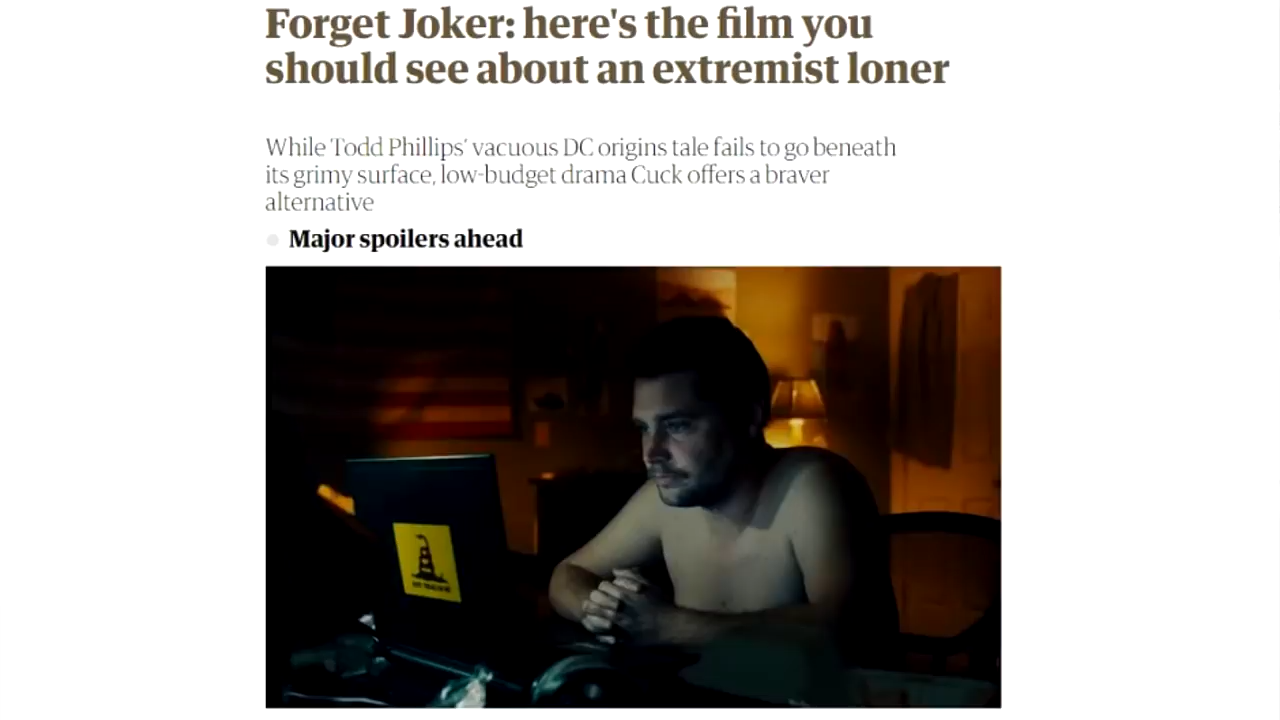 Forget Joker: here's the film you
should see about an extremist loner
While Todd Phillips' vacuous DC origins tale fails to go beneath
its grimy surface, low-budget drama Cuck offers a braver
alternative
Major spoilers ahead